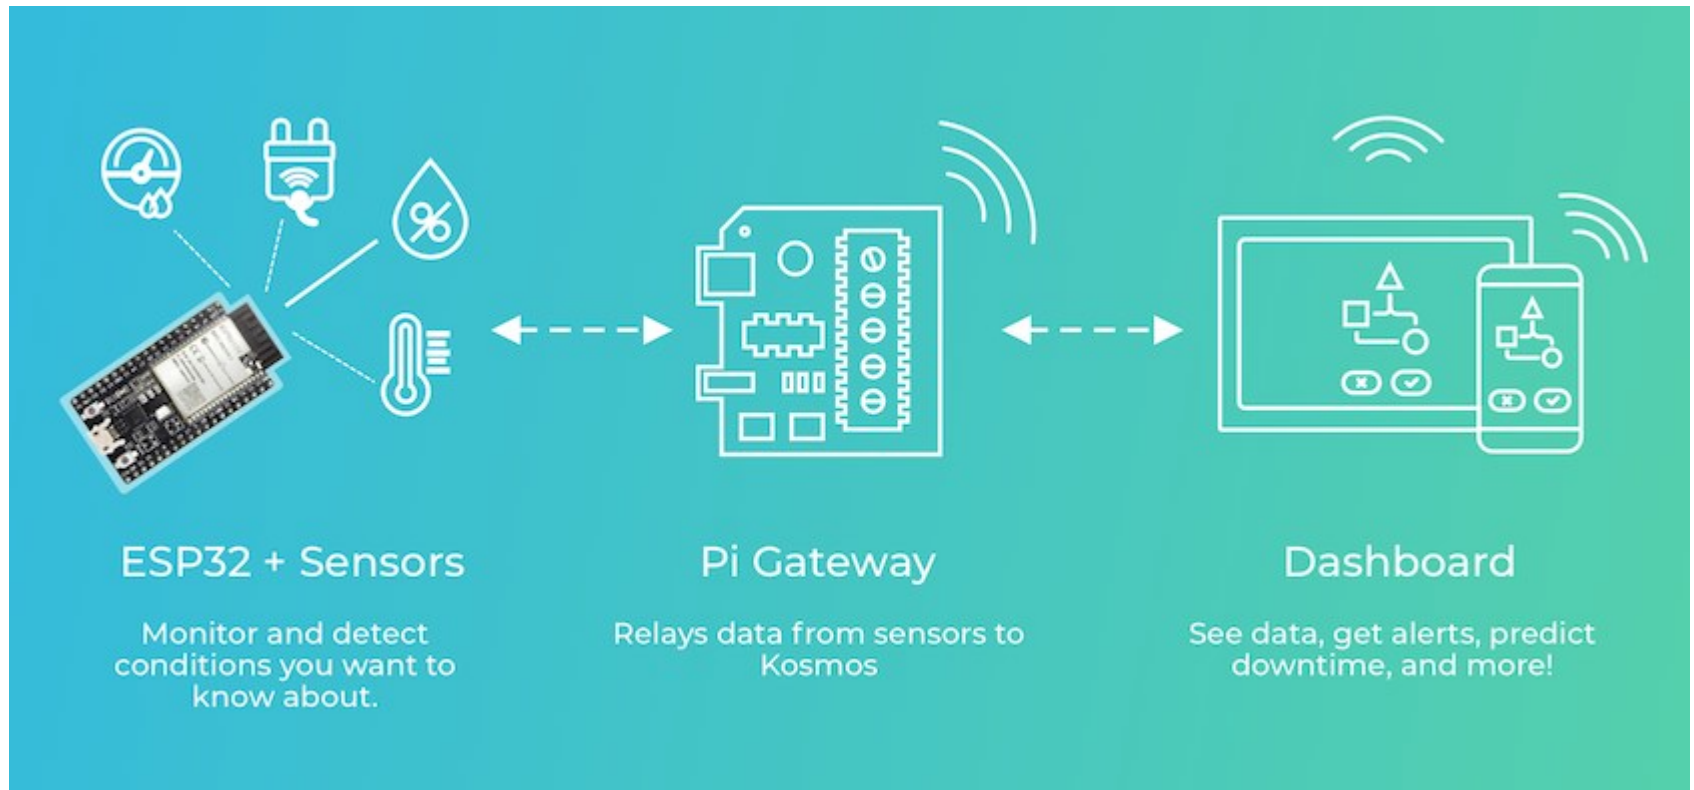 ESP32 + Sensors
Monitor and detect
conditions you want to
know about.
Pi Gateway
Relays data from sensors to
Kosmos
Dashboard
See data, get alerts, predict
downtime, and more!